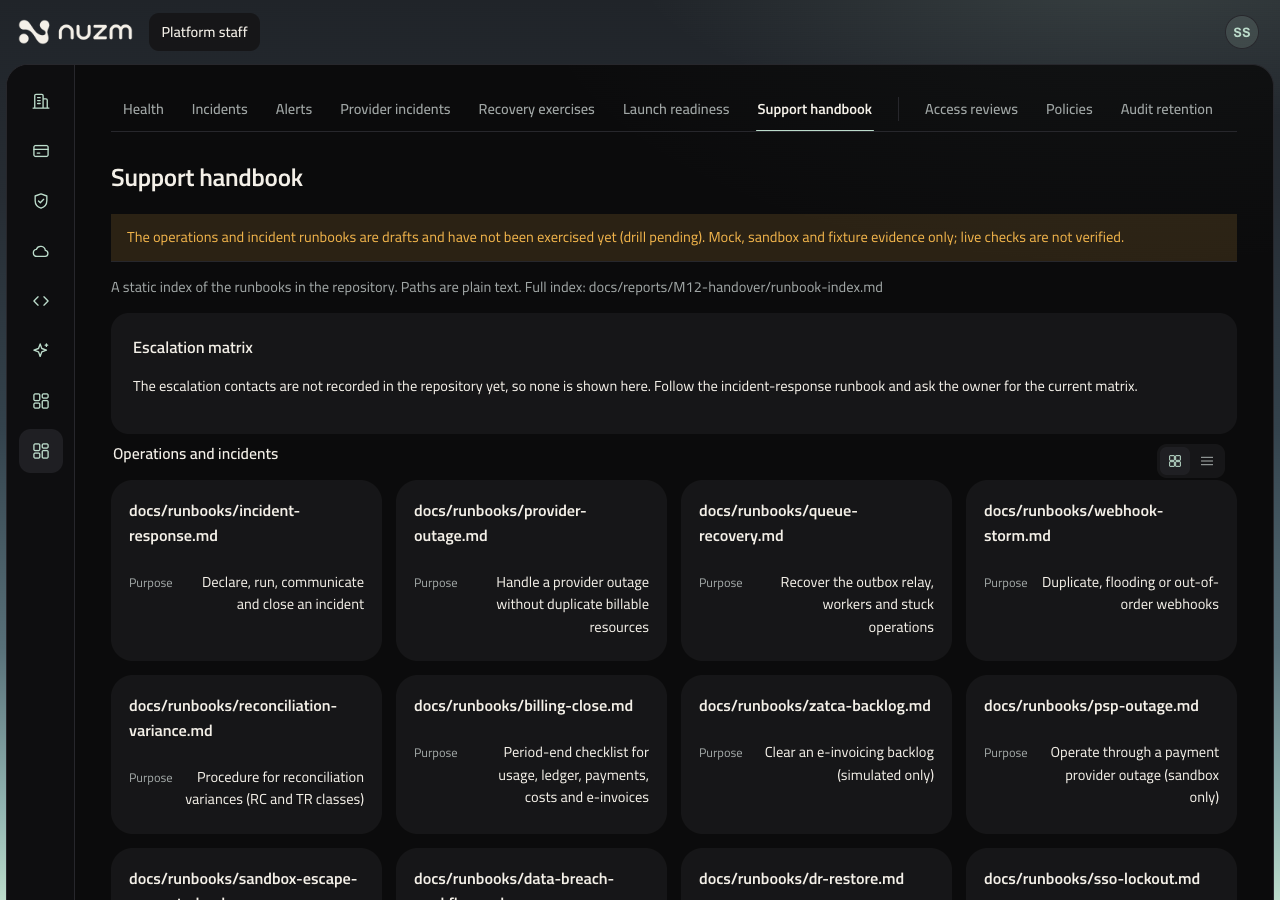 nuzm
Platform staff
SS
Health
Incidents
Alerts
Provider incidents
Recovery exercises
Launch readiness
Support handbook
Access reviews
Policies
Audit retention
Support handbook
The operations and incident runbooks are drafts and have not been exercised yet (drill pending). Mock, sandbox and fixture evidence only; live checks are not verified.
A static index of the runbooks in the repository. Paths are plain text. Full index: docs/reports/M12-handover/runbook-index.md
Escalation matrix
The escalation contacts are not recorded in the repository yet, so none is shown here. Follow the incident-response runbook and ask the owner for the current matrix.
Operations and incidents
docs/runbooks/incident-
response.md
Purpose
Declare, run, communicate
and close an incident
docs/runbooks/provider-
outage.md
Purpose
Handle a provider outage
without duplicate billable
resources
docs/runbooks/queue-
recovery.md
Purpose
Recover the outbox relay,
workers and stuck
operations
docs/runbooks/webhook-
storm.md
Purpose
Duplicate, flooding or out-of-
order webhooks
docs/runbooks/reconciliation-
variance.md
Purpose
Procedure for reconciliation
variances (RC and TR classes)
docs/runbooks/billing-close.md
Purpose
Period-end checklist for
usage, ledger, payments,
costs and e-invoices
docs/runbooks/zatca-backlog.md
Purpose
Clear an e-invoicing backlog
(simulated only)
docs/runbooks/psp-outage.md
Purpose
Operate through a payment
provider outage (sandbox
only)
docs/runbooks/sandbox-escape-
docs/runbooks/data-breach-
docs/runbooks/dr-restore.md
docs/runbooks/sso-lockout.md